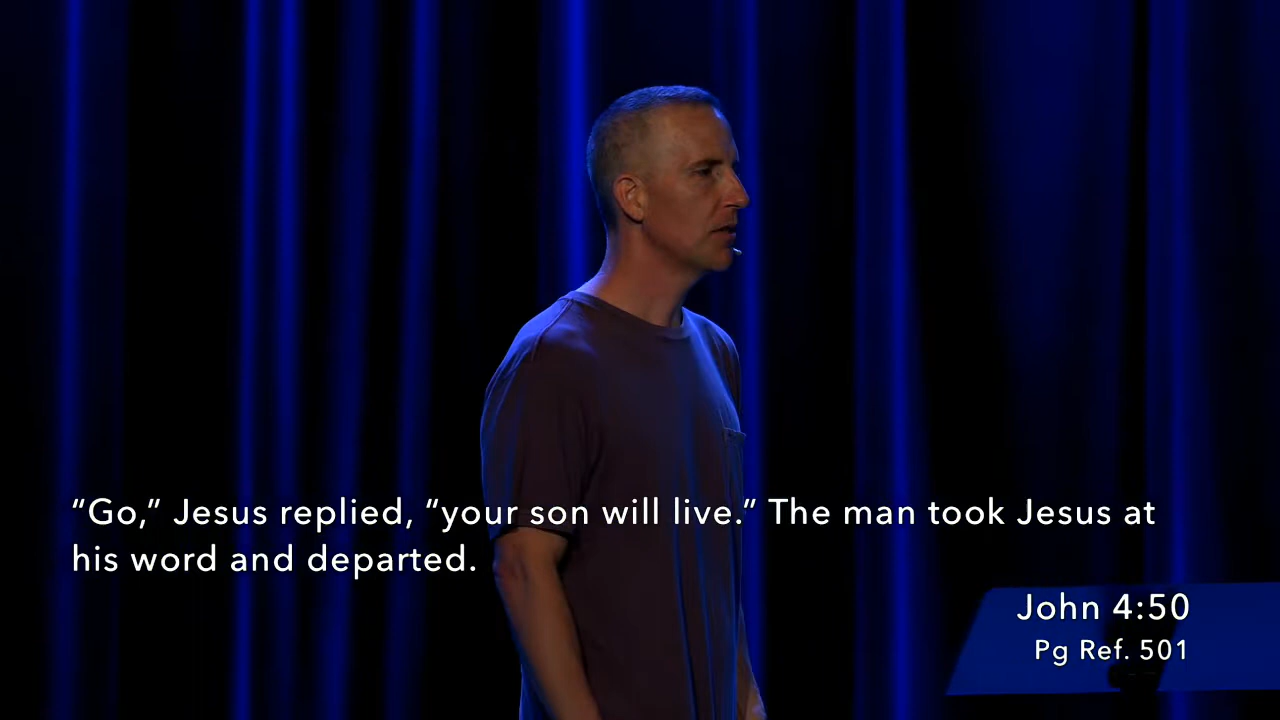 “Go,” Jesus replied, “your son will live.” The man took Jesus at
his word and departed.
John 4:50
Pg Ref. 501